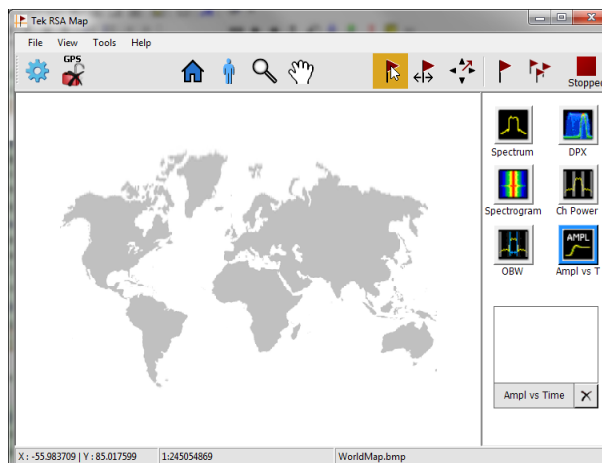 Tek RSA Map
File View Tools Help
GPS
Stopped
Spectrum DPX
Spectrogram Ch Power
AMPL
OBW Ampl vs T
Ampl vs Time
X : -55.983709 | Y : 85.017599 1:245054869 WorldMap.bmp